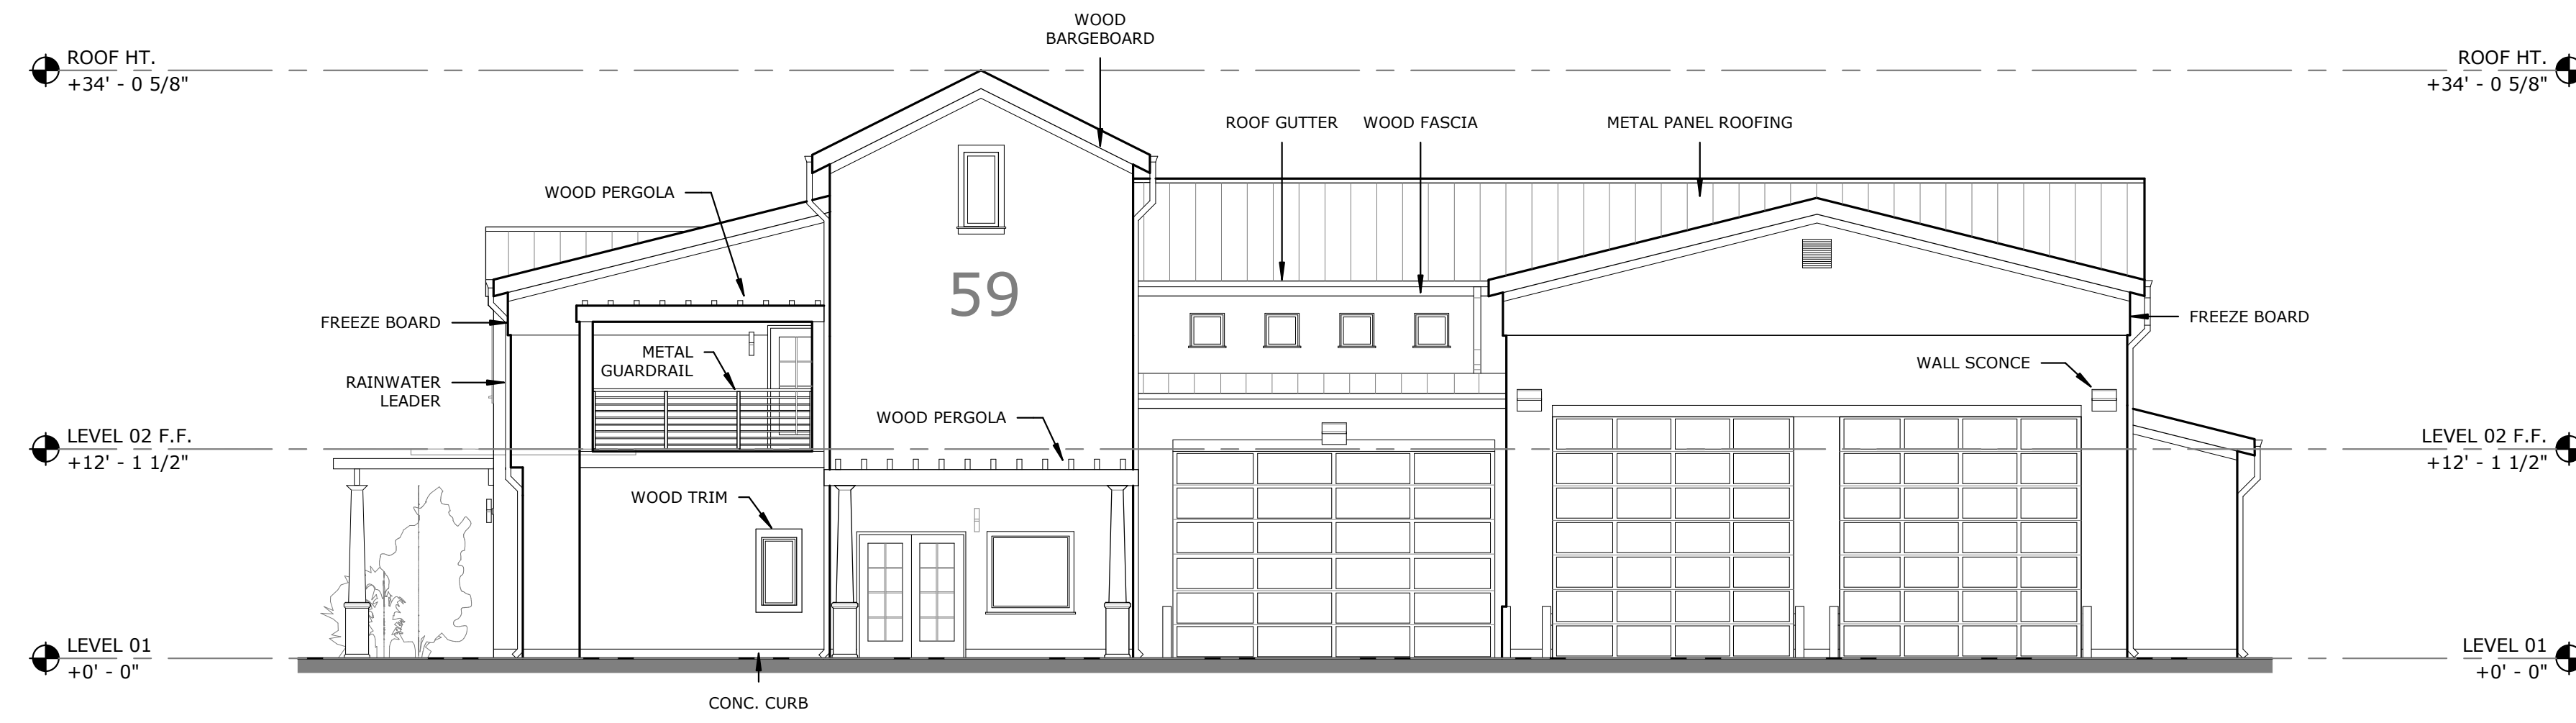 WOOD
BARGEBOARD
ROOF HT.
+34' - 0 5/8"
ROOF HT.
+34' - 0 5/8"
ROOF GUTTER
WOOD FASCIA
METAL PANEL ROOFING
WOOD PERGOLA
59
FREEZE BOARD
FREEZE BOARD
METAL
GUARDRAIL
WALL SCONCE
RAINWATER
LEADER
WOOD PERGOLA
LEVEL 02 F.F.
+12' - 1 1/2"
LEVEL 02 F.F.
+12' - 1 1/2"
WOOD TRIM
LEVEL 01
+0' - 0"
LEVEL 01
+0' - 0"
CONC. CURB